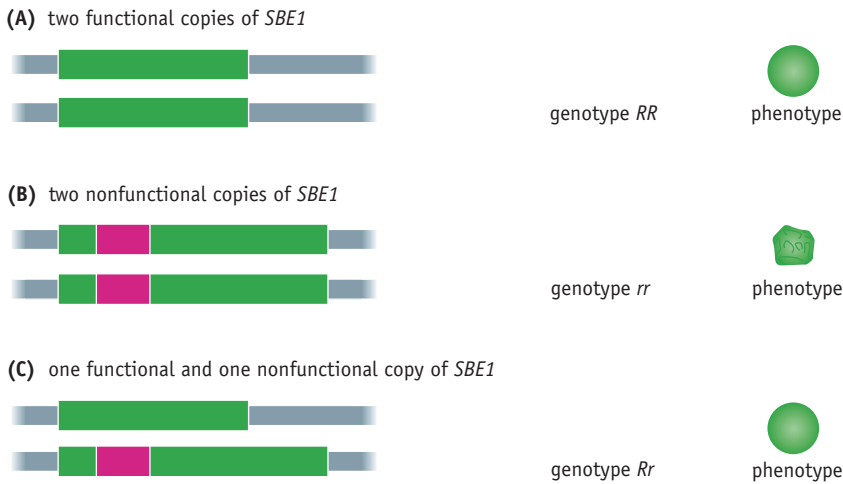 (A) two functional copies of SBE1
genotype RR phenotype
(B) two nonfunctional copies of SBE1
genotype rr phenotype
(C) one functional and one nonfunctional copy of SBE1
genotype Rr phenotype